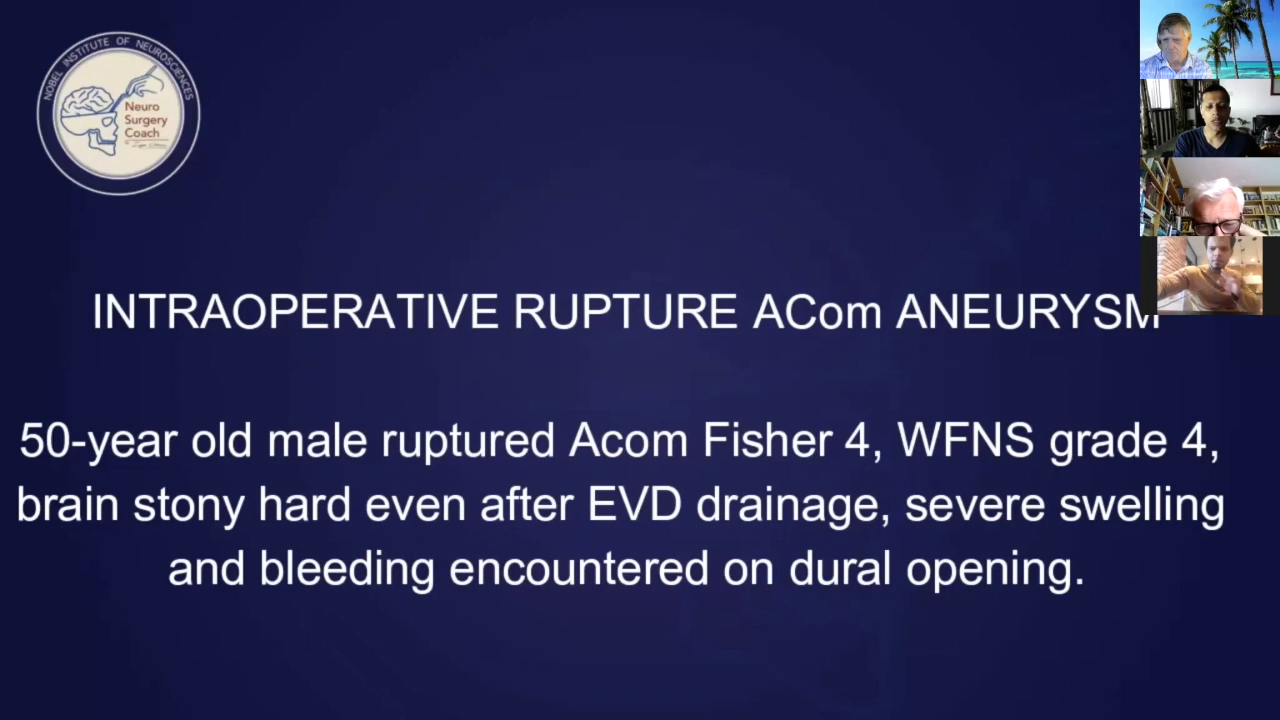 NOBEL INSTITUTE OF NEUROSCIENCES
Neuro
Surgery
Coach
INTRAOPERATIVE RUPTURE ACom ANEURYSM
50-year old male ruptured Acom Fisher 4, WFNS grade 4,
brain stony hard even after EVD drainage, severe swelling
and bleeding encountered on dural opening.